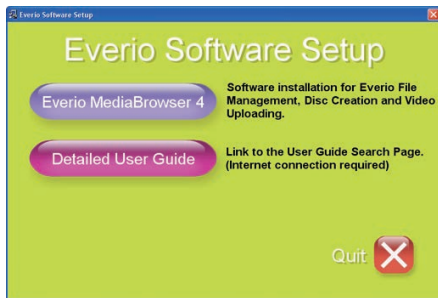 Everio Software Setup
Everio Software Setup
Everio MediaBrowser 4
Software installation for Everio File
Management, Disc Creation and Video
Uploading.
Detailed User Guide
Link to the User Guide Search Page.
(Internet connection required)
Quit